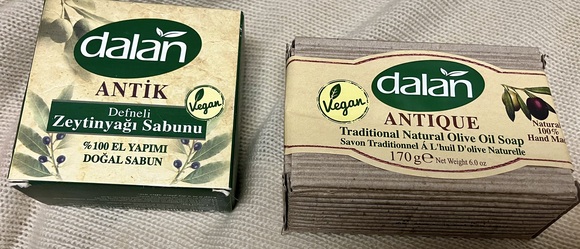 dalan
ANTİK
Vegan
Defneli
Zeytinyağı Sabunu
%100 EL YAPIMI
DOĞAL SABUN
dalan
Vegan
ANTIQUE
Traditional Natural Olive Oil Soap
Savon Traditionnel Á L'huil D'olive Naturelle
170 g℮ Net Weight 6.0 oz
Natural
100%
Hand Ma